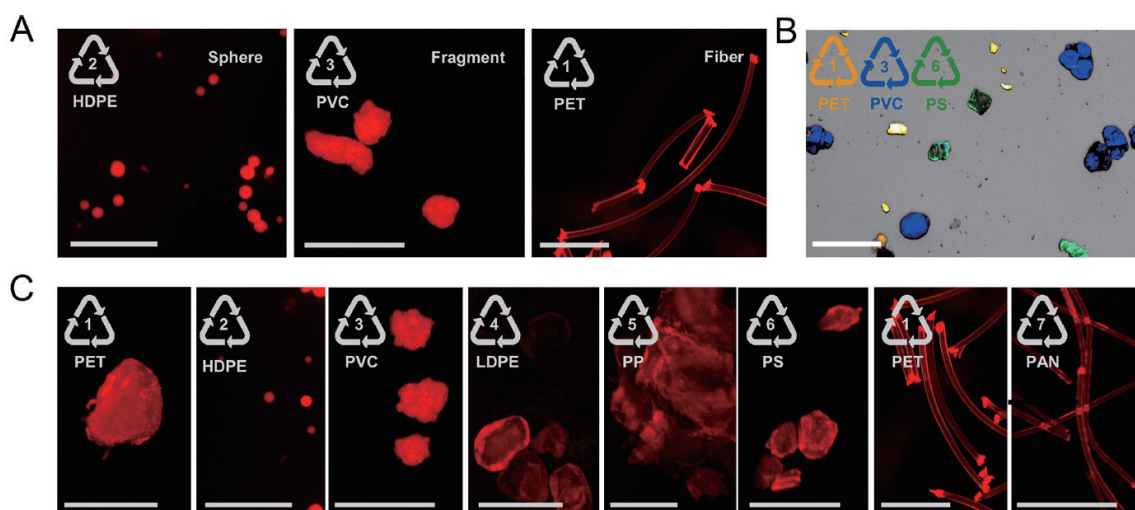 A
2
HDPE
Sphere
3
PVC
Fragment
1
PET
Fiber
B
1
PET
3
PVC
6
PS
C
1
PET
2
HDPE
3
PVC
4
LDPE
5
PP
6
PS
1
PET
7
PAN